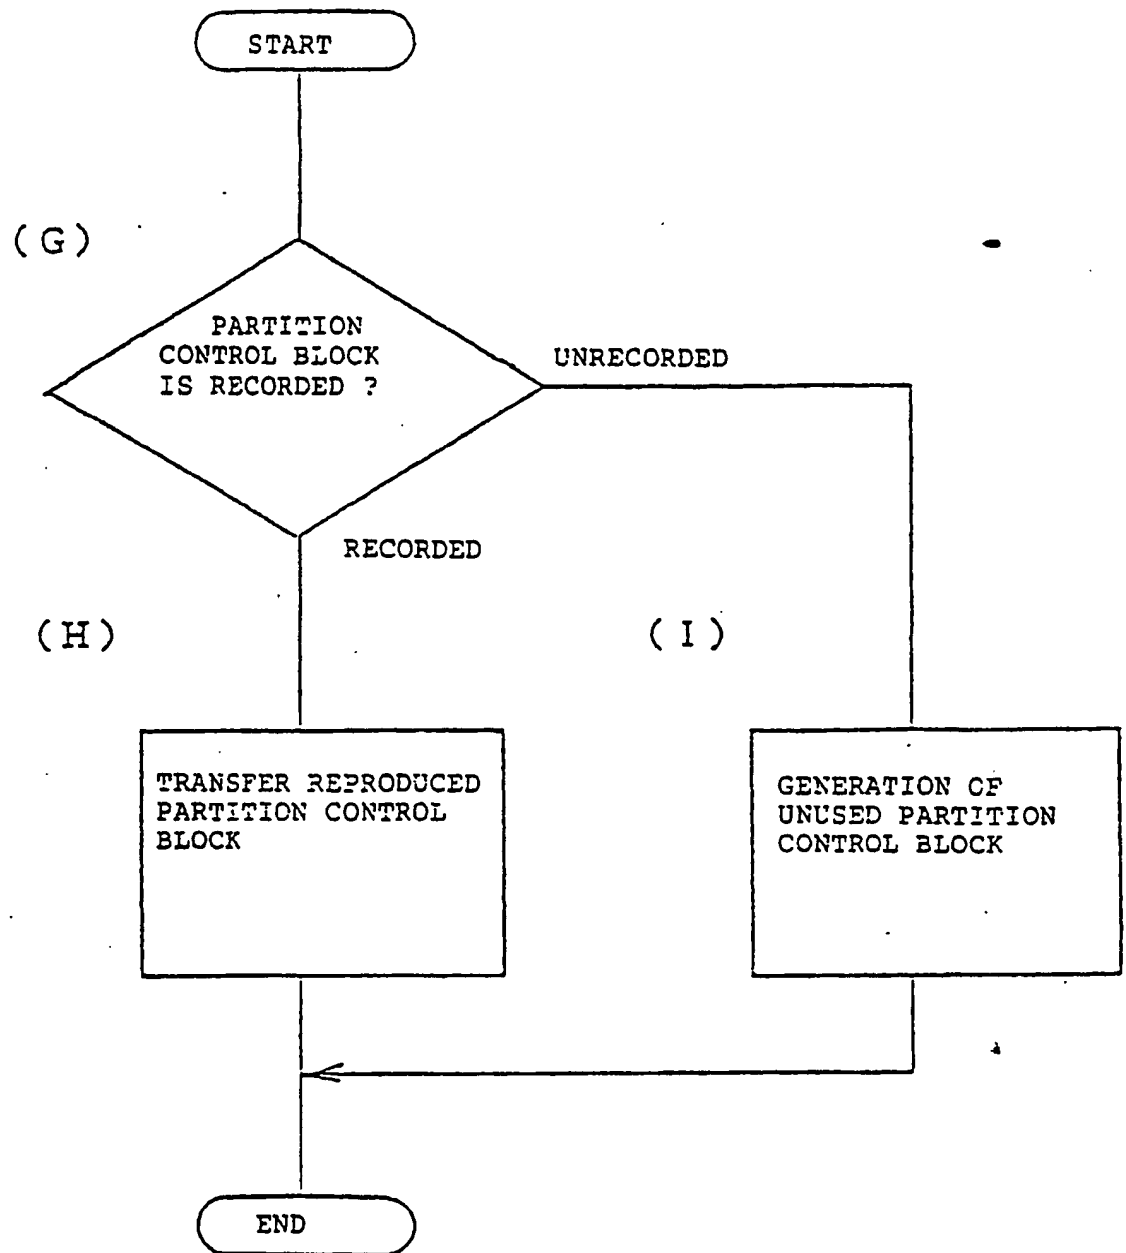 START
(G)
PARTITION
CONTROL BLOCK
IS RECORDED ?
UNRECORDED
RECORDED
(H)
(I)
TRANSFER REPRODUCED
PARTITION CONTROL
BLOCK
GENERATION OF
UNUSED PARTITION
CONTROL BLOCK
END